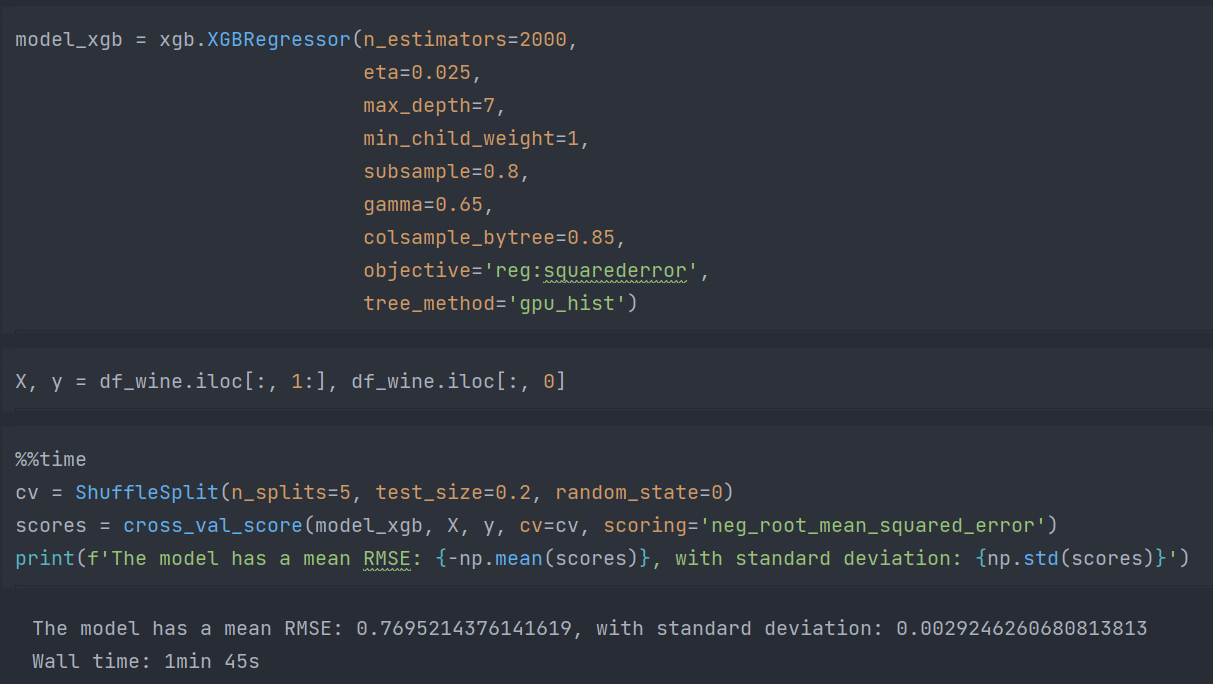 model_xgb = xgb.XGBRegressor(n_estimators=2000,
eta=0.025,
max_depth=7,
min_child_weight=1,
subsample=0.8,
gamma=0.65,
colsample_bytree=0.85,
objective='reg:squarederror',
tree_method='gpu_hist')
X, y = df_wine.iloc[:, 1:], df_wine.iloc[:, 0]
%%time
cv = ShuffleSplit(n_splits=5, test_size=0.2, random_state=0)
scores = cross_val_score(model_xgb, X, y, cv=cv, scoring='neg_root_mean_squared_error')
print(f'The model has a mean RMSE: {-np.mean(scores)}, with standard deviation: {np.std(scores)}')
The model has a mean RMSE: 0.7695214376141619, with standard deviation: 0.0029246260680813813
Wall time: 1min 45s